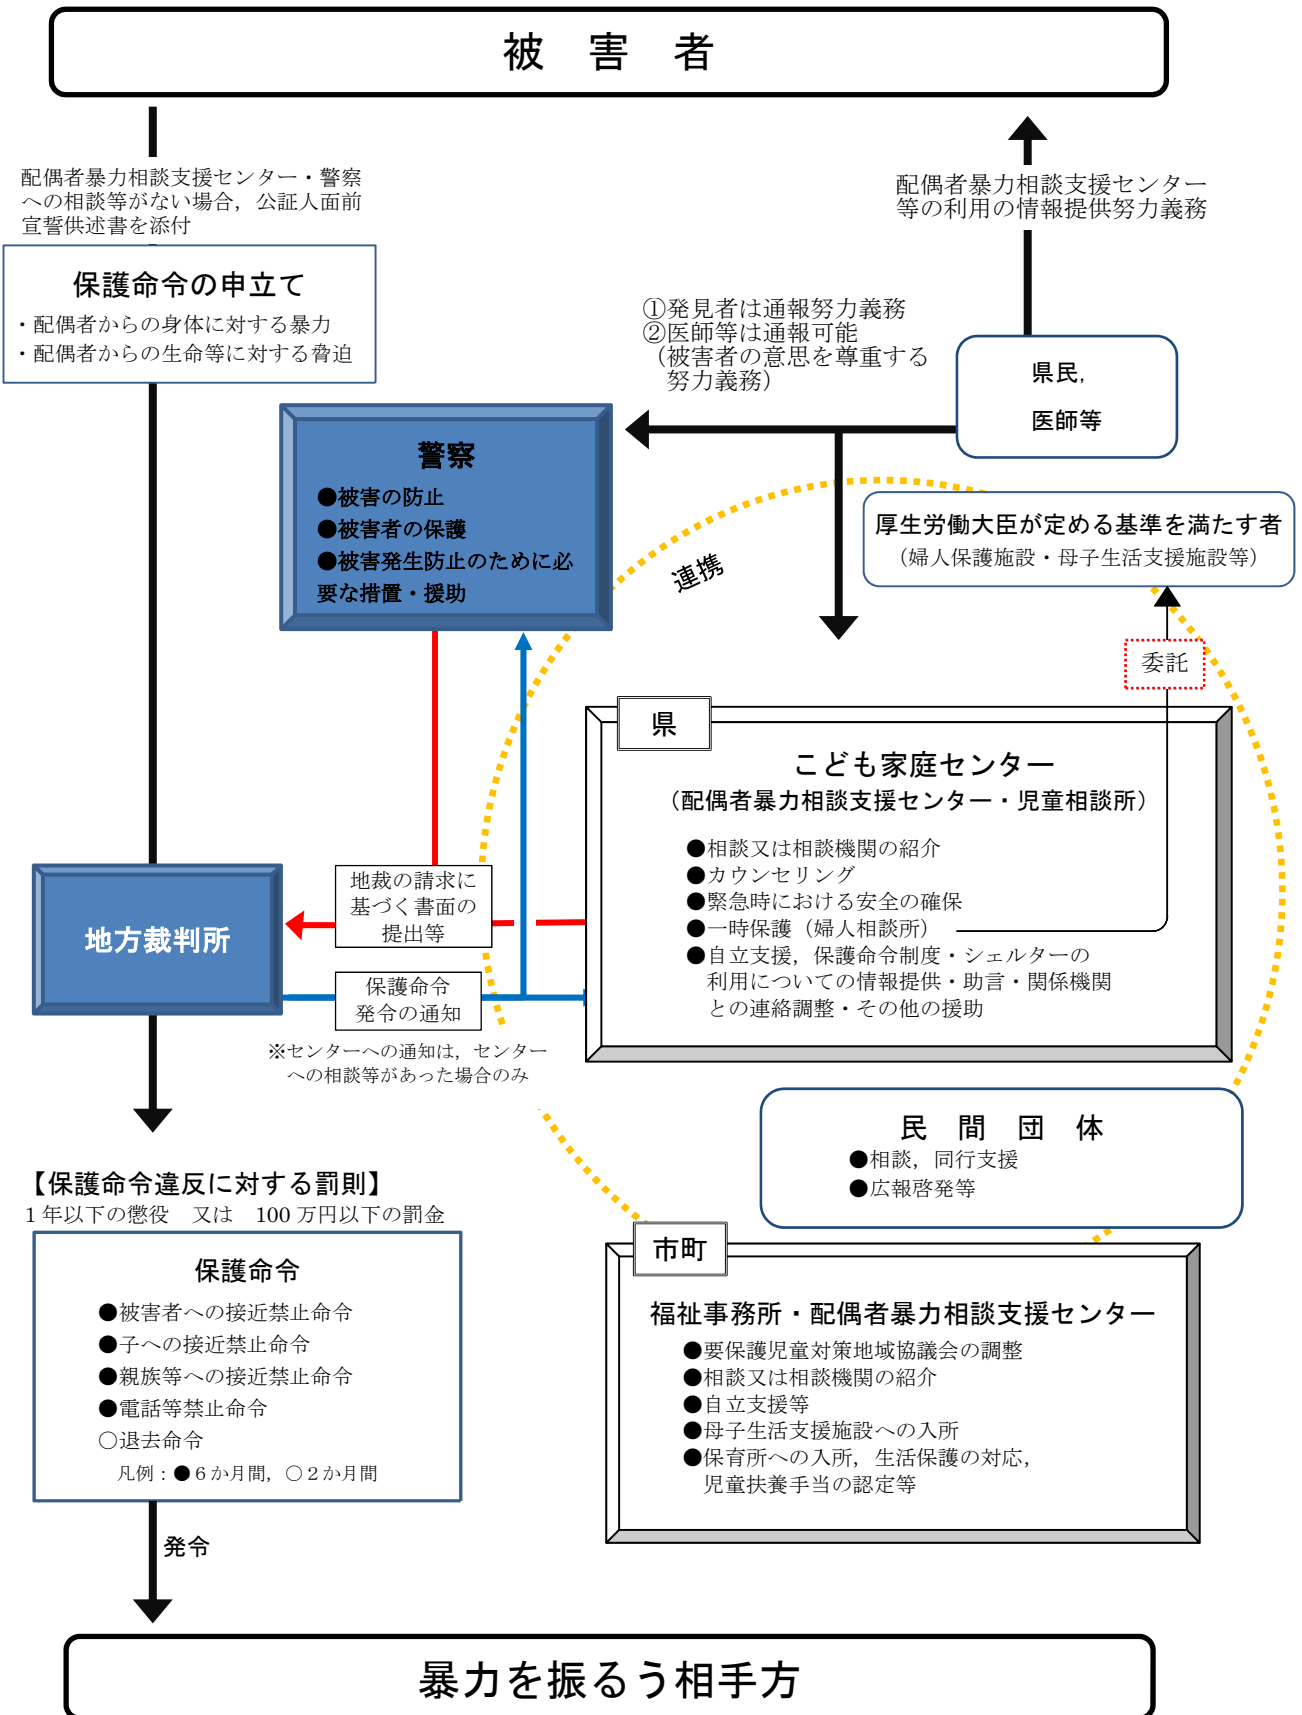 被　害　者
配偶者暴力相談支援センター・警察
への相談等がない場合，公証人面前
宣誓供述書を添付
配偶者暴力相談支援センター
等の利用の情報提供努力義務
保護命令の申立て
・配偶者からの身体に対する暴力
・配偶者からの生命等に対する脅迫
①発見者は通報努力義務
②医師等は通報可能
（被害者の意思を尊重する
努力義務）
県民，
医師等
警察
●被害の防止
●被害者の保護
●被害発生防止のために必
要な措置・援助
連携
厚生労働大臣が定める基準を満たす者
（婦人保護施設・母子生活支援施設等）
委託
県
こども家庭センター
（配偶者暴力相談支援センター・児童相談所）
●相談又は相談機関の紹介
●カウンセリング
●緊急時における安全の確保
●一時保護（婦人相談所）
●自立支援，保護命令制度・シェルターの
利用についての情報提供・助言・関係機関
との連絡調整・その他の援助
地方裁判所
地裁の請求に
基づく書面の
提出等
保護命令
発令の通知
※センターへの通知は，センター
への相談等があった場合のみ
民　間　団　体
●相談，同行支援
●広報啓発等
【保護命令違反に対する罰則】
1年以下の懲役　又は　100万円以下の罰金
保護命令
●被害者への接近禁止命令
●子への接近禁止命令
●親族等への接近禁止命令
●電話等禁止命令
○退去命令
凡例：●６か月間，○２か月間
市町
福祉事務所・配偶者暴力相談支援センター
●要保護児童対策地域協議会の調整
●相談又は相談機関の紹介
●自立支援等
●母子生活支援施設への入所
●保育所への入所，生活保護の対応，
児童扶養手当の認定等
発令
暴力を振るう相手方